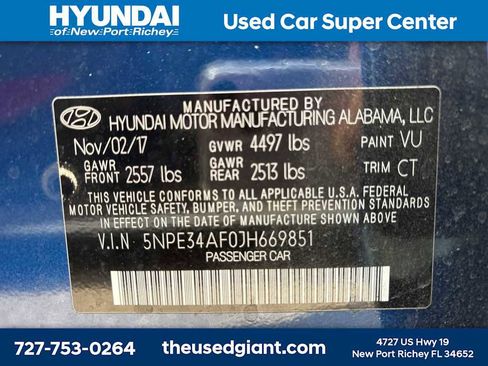 HYUNDAI
of New Port Richey
Used Car Super Center
MANUFACTURED BY
HYUNDAI MOTOR MANUFACTURING ALABAMA, LLC
Nov/02/17 GVWR 4497 lbs PAINT VU
GAWR FRONT 2557 lbs GAWR REAR 2513 lbs TRIM CT
THIS VEHICLE CONFORMS TO ALL APPLICABLE U.S.A. FEDERAL
MOTOR VEHICLE SAFETY, BUMPER, AND THEFT PREVENTION
STANDARDS IN EFFECT ON THE DATE OF MANUFACTURE SHOWN ABOVE.
V.I.N 5NPE34AF0JH669851
PASSENGER CAR
727-753-0264
theusedgiant.com
4727 US Hwy 19
New Port Richey FL 34652